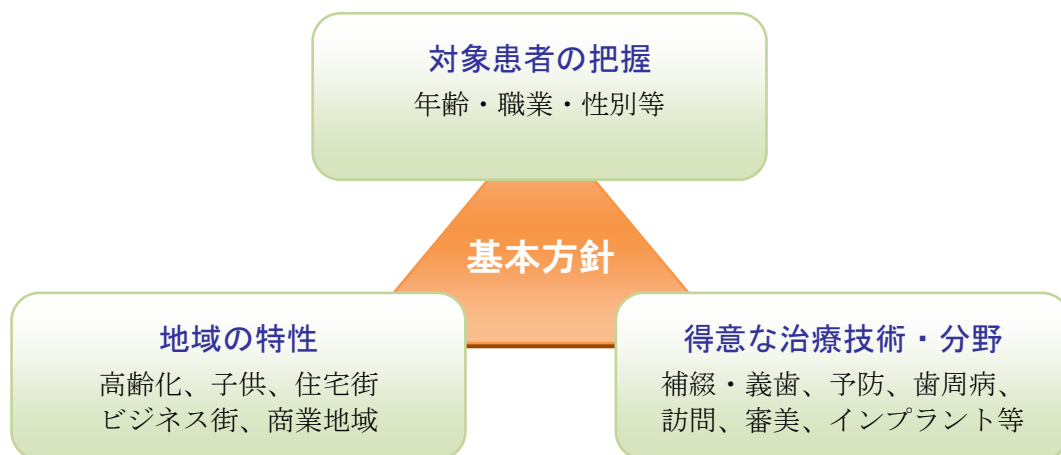 対象患者の把握
年齢・職業・性別等
基本方針
地域の特性
高齢化、子供、住宅街
ビジネス街、商業地域
得意な治療技術・分野
補綴・義歯、予防、歯周病、
訪問、審美、インプラント等